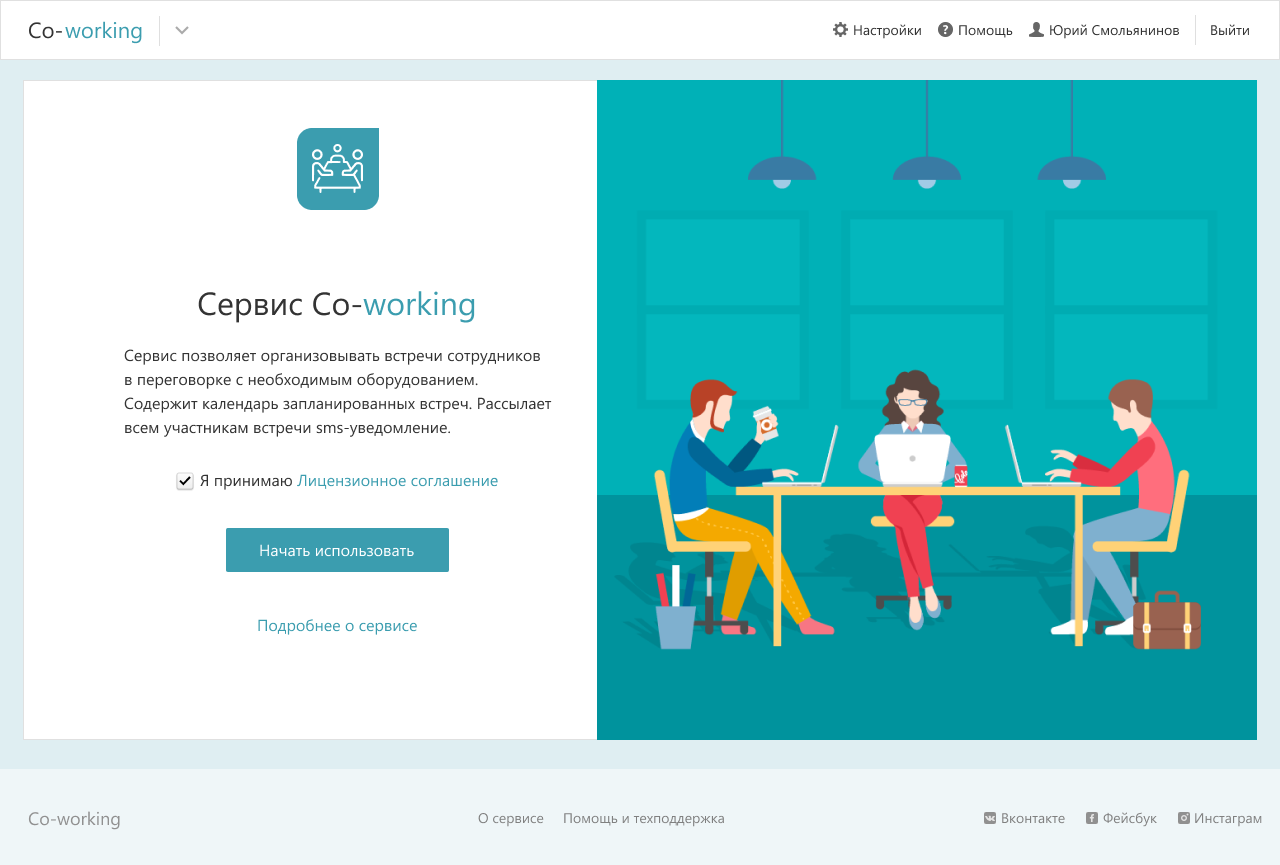 Co-working
Настройки
Помощь
Юрий Смольянинов
Выйти
Сервис Co-working
Сервис позволяет организовывать встречи сотрудников
в переговорке с необходимым оборудованием.
Содержит календарь запланированных встреч. Рассылает
всем участникам встречи sms-уведомление.
Я принимаю Лицензионное соглашение
Начать использовать
Подробнее о сервисе
Co-working
О сервисе
Помощь и техподдержка
Вконтакте
Фейсбук
Инстаграм